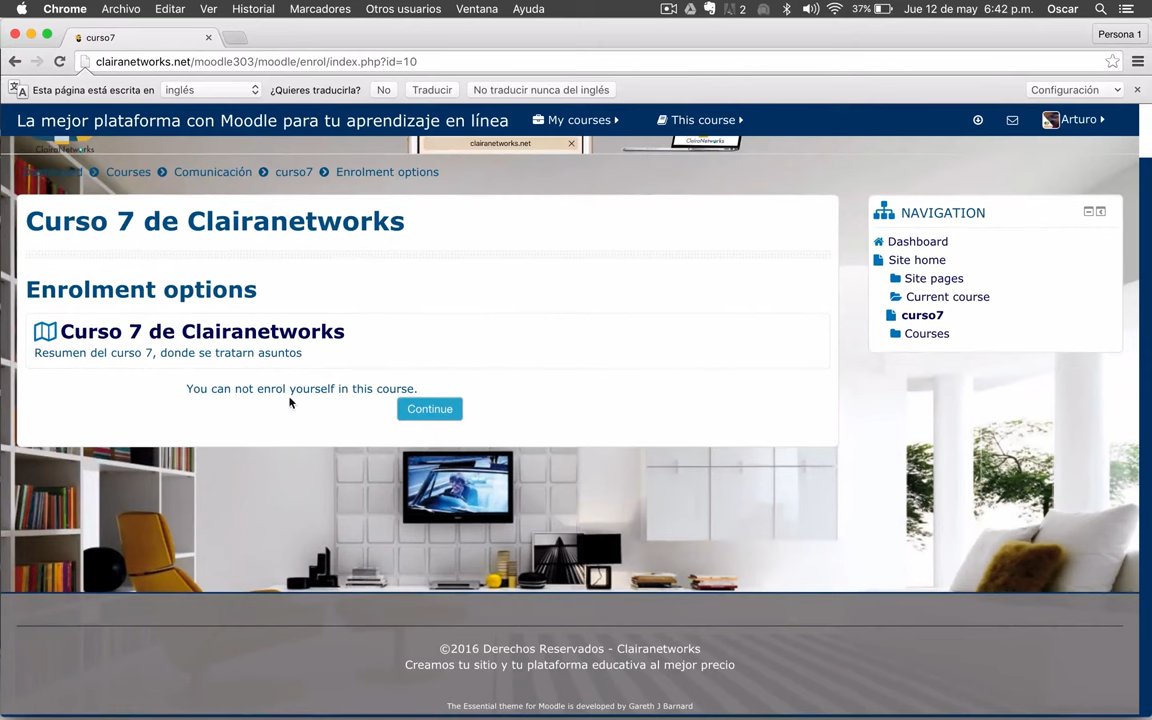 Chrome Archivo Editar Ver Historial Marcadores Otros usuarios Ventana Ayuda 2 37% Jue 12 de may 6:42 p.m. Oscar
curso7 Persona 1
clairanetworks.net/moodle303/moodle/enrol/index.php?id=10
Esta página está escrita en inglés ¿Quieres traducirla? No Traducir No traducir nunca del inglés Configuración
La mejor plataforma con Moodle para tu aprendizaje en línea My courses This course Arturo
clairanetworks.net
ClairaNetworks
Courses Comunicación curso7 Enrolment options
Curso 7 de Clairanetworks
Enrolment options
Curso 7 de Clairanetworks
Resumen del curso 7, donde se tratarn asuntos
You can not enrol yourself in this course.
Continue
NAVIGATION
Dashboard
Site home
Site pages
Current course
curso7
Courses
©2016 Derechos Reservados - Clairanetworks
Creamos tu sitio y tu plataforma educativa al mejor precio
The Essential theme for Moodle is developed by Gareth J Barnard